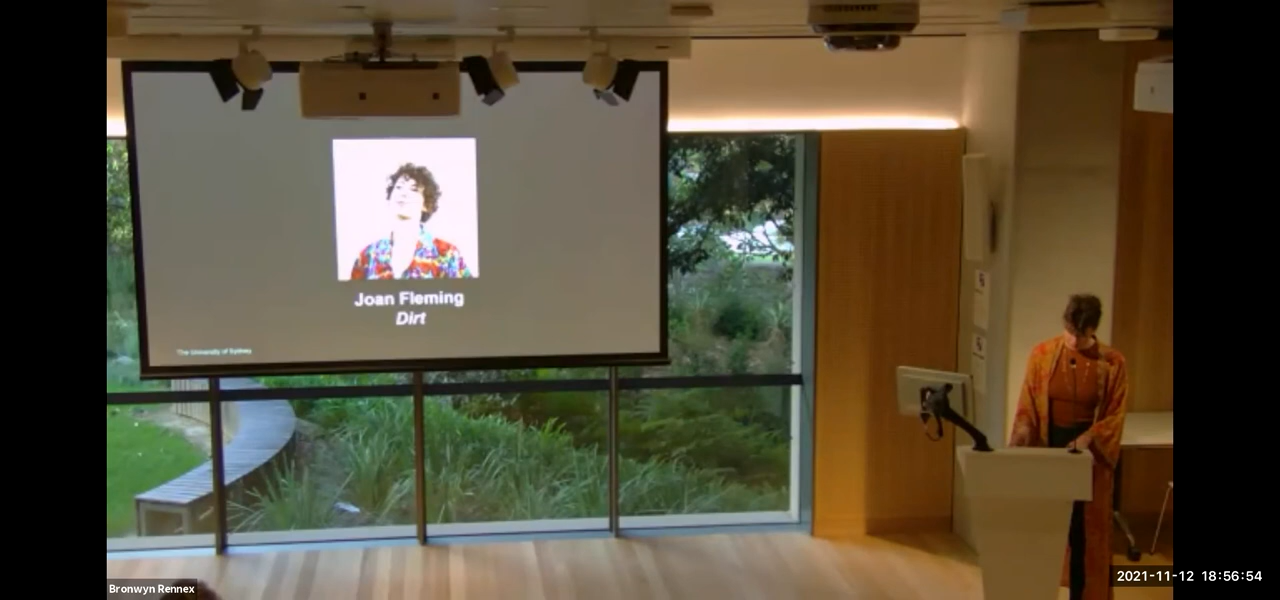 Joan Fleming
Dirt
The University of Sydney
Bronwyn Rennex
2021-11-12 18:56:54